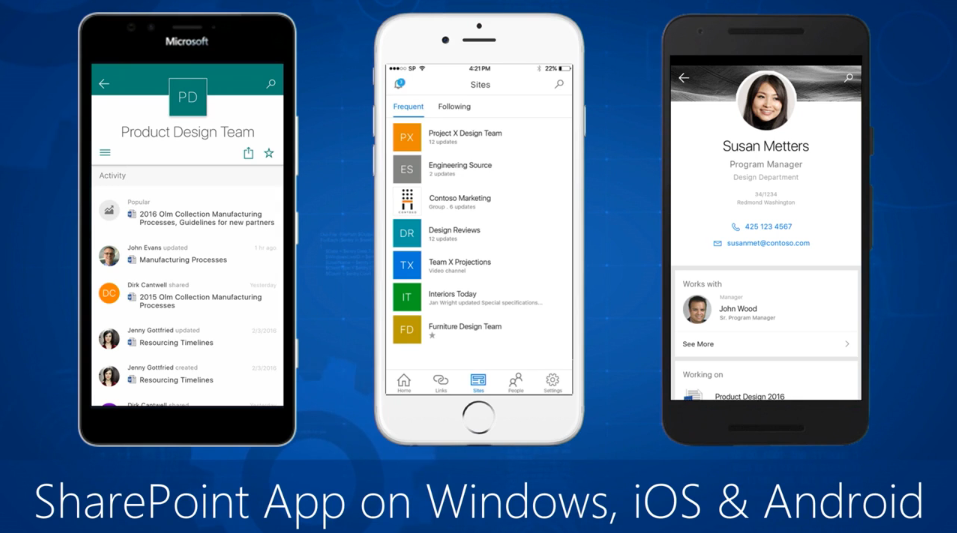 Microsoft
PD
Product Design Team
Activity
Popular
2016 Olm Collection Manufacturing
Processes, Guidelines for new partners
John Evans updated 1 hr ago
Manufacturing Processes
DC
Dirk Cantwell shared Yesterday
2015 Olm Collection Manufacturing
Processes
Jenny Gottfried updated 2/3/2016
Resourcing Timelines
Jenny Gottfried created 2/3/2016
Resourcing Timelines
Dirk Cantwell shared
SP 4:21PM 22%
Sites
Frequent Following
PX
Project X Design Team
12 updates
ES
Engineering Source
2 updates
Contoso Marketing
Group . 6 updates
DR
Design Reviews
12 updates
TX
Team X Projections
Video channel
IT
Interiors Today
Jan Wright updated Special specifications...
FD
Furniture Design Team
Home Links Sites People Settings
Susan Metters
Program Manager
Design Department
34/1234
Redmond Washington
425 123 4567
susanmet@contoso.com
Works with
Manager
John Wood
Sr. Program Manager
See More
Working on
Product Design 2016
SharePoint App on Windows, iOS & Android